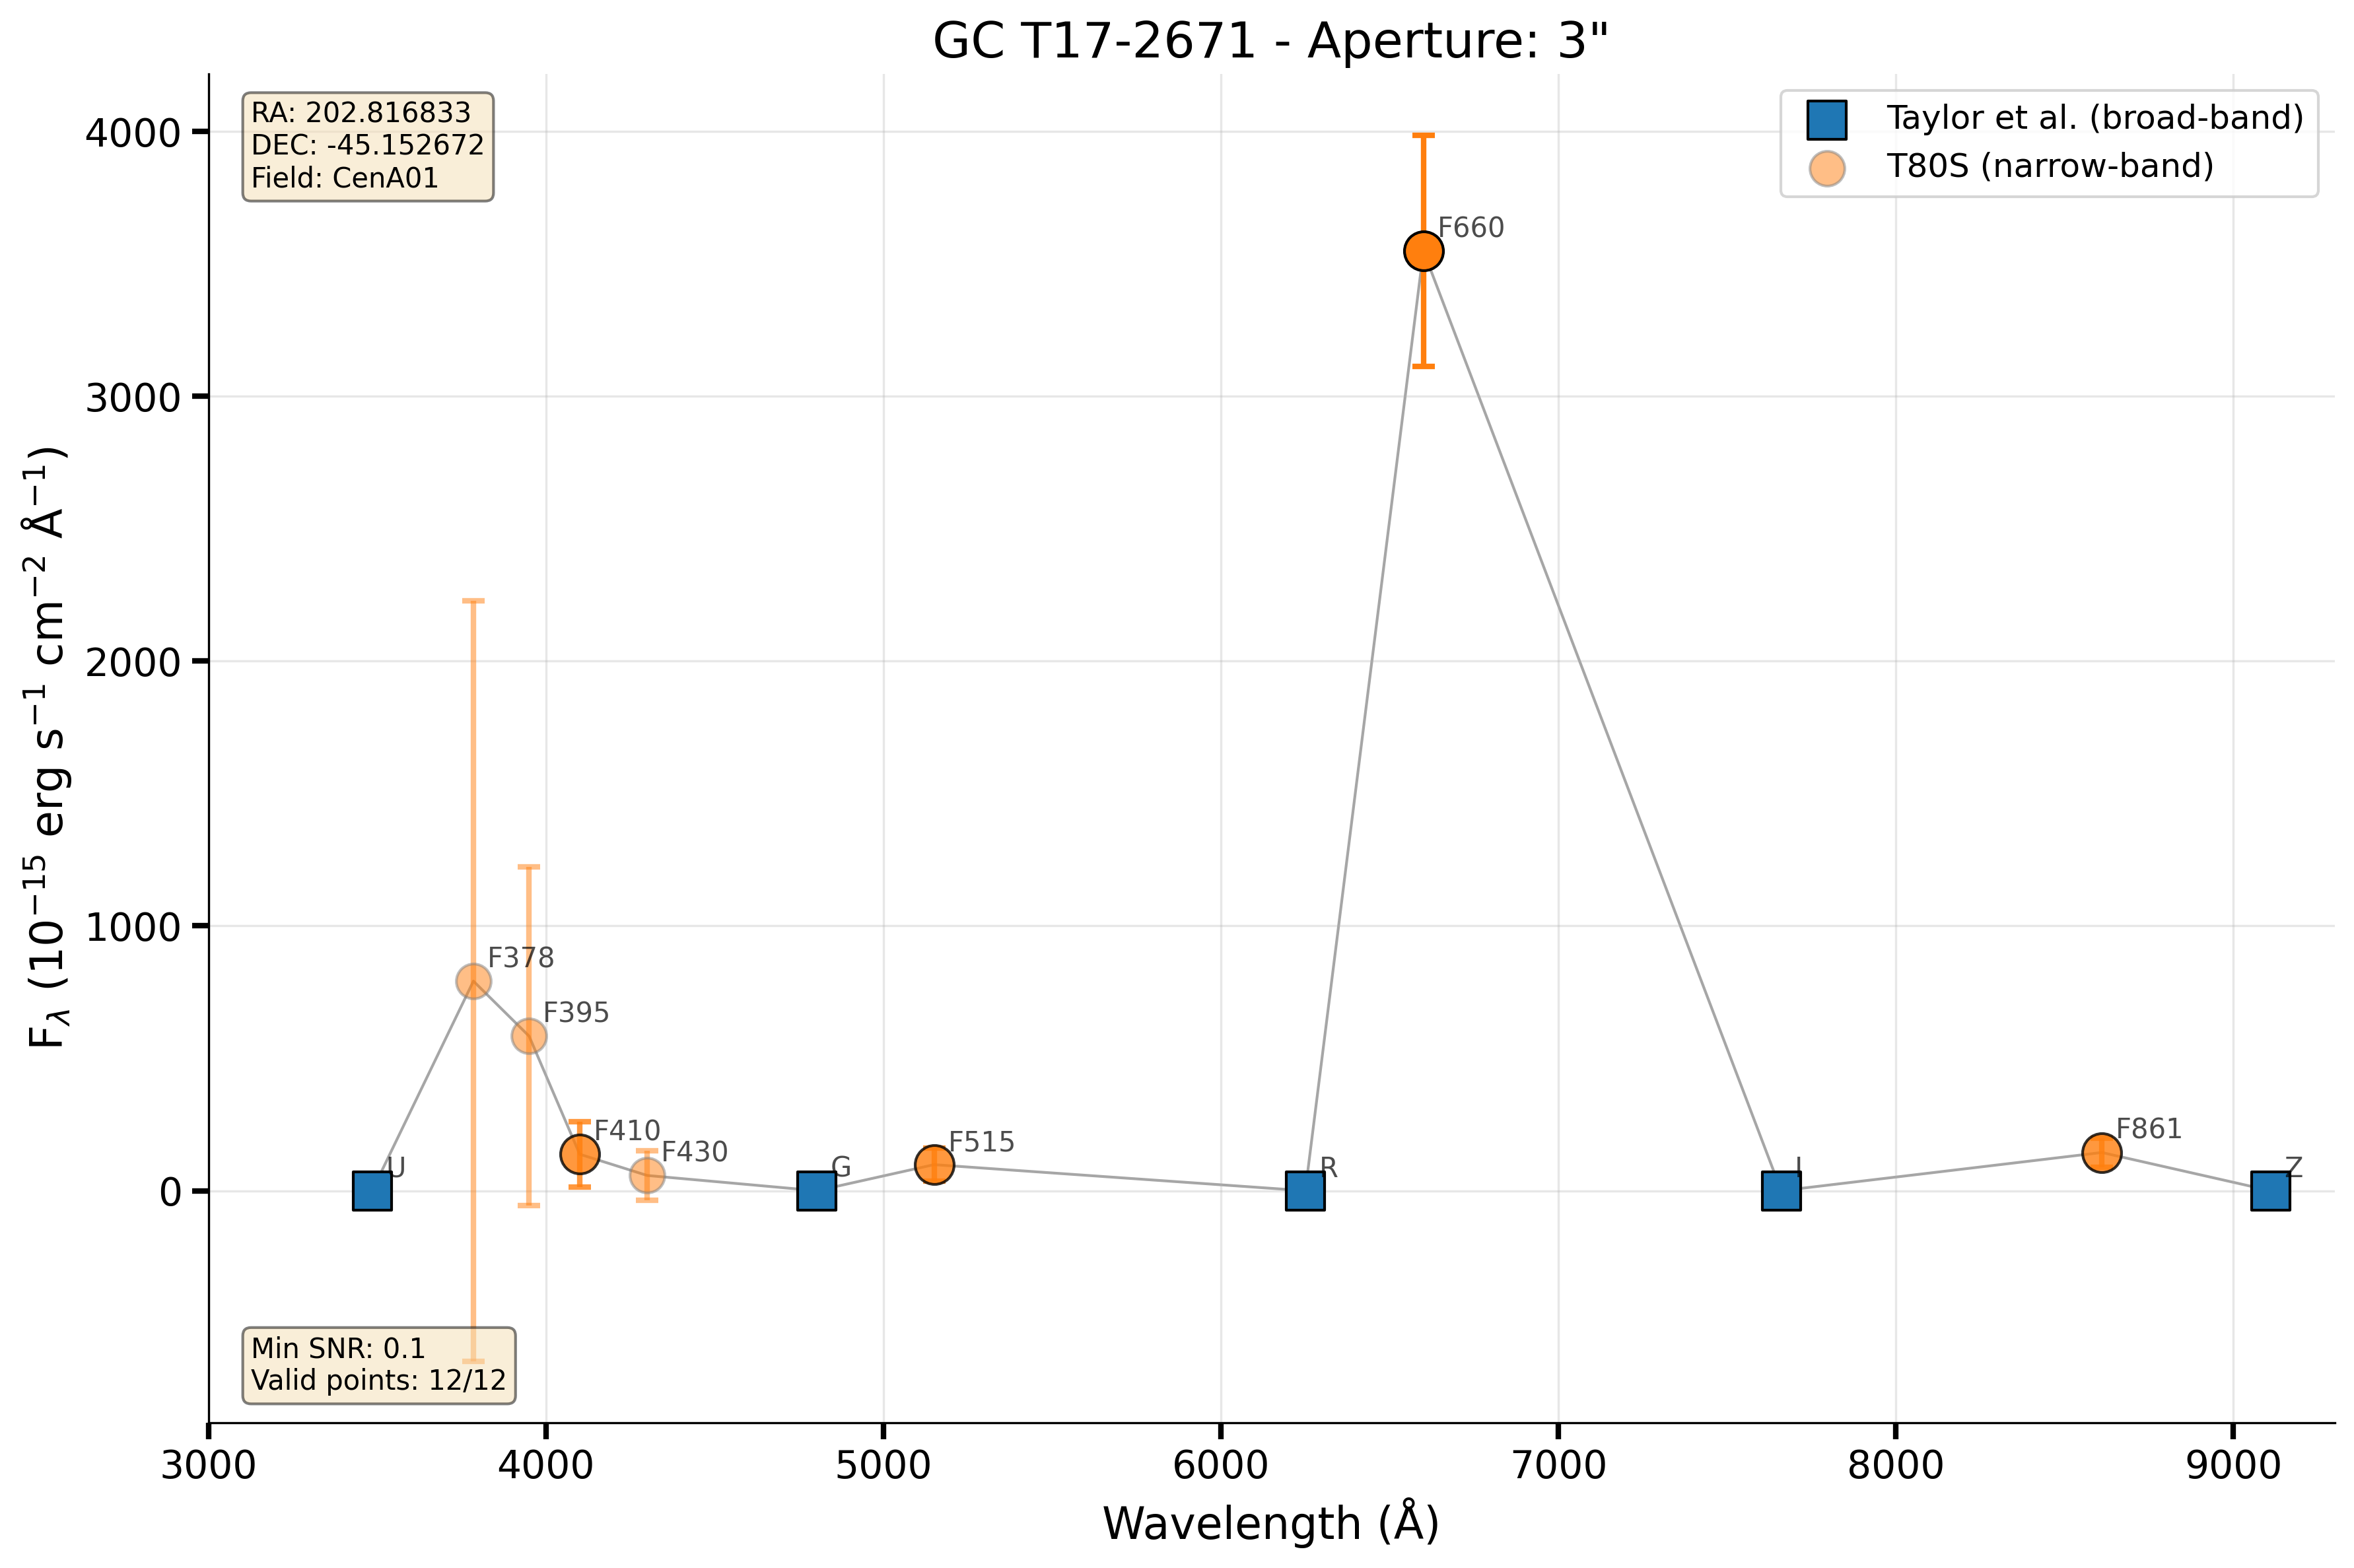 GC T17-2671 - Aperture: 3"
RA: 202.816833
DEC: -45.152672
Field: CenA01
Taylor et al. (broad-band)
T80S (narrow-band)
F660
F378
F395
F410
F430
F515
F861
U
G
R
I
Z
4000
3000
2000
1000
0
F_λ (10⁻¹⁵ erg s⁻¹ cm⁻² Å⁻¹)
Min SNR: 0.1
Valid points: 12/12
3000 4000 5000 6000 7000 8000 9000
Wavelength (Å)